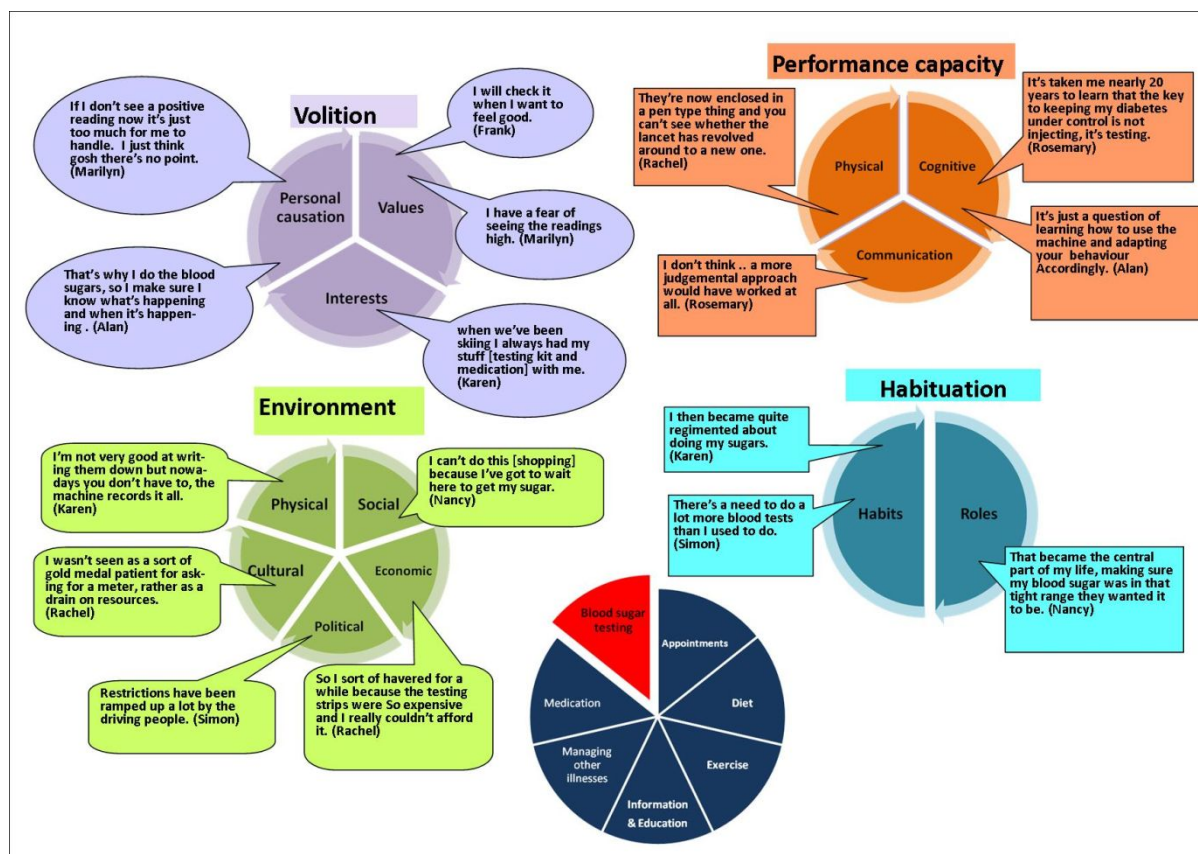 Volition
If I don't see a positive
reading now it's just
too much for me to
handle.  I just think
gosh there's no point.
(Marilyn)
I will check it
when I want to
feel good.
(Frank)
Personal
causation
Values
Interests
I have a fear of
seeing the readings
high. (Marilyn)
That's why I do the blood
sugars, so I make sure I
know what's happening
and when it's happen-
ing . (Alan)
when we've been
skiing I always had my
stuff [testing kit and
medication] with me.
(Karen)
Performance capacity
They're now enclosed in
a pen type thing and you
can't see whether the
lancet has revolved
around to a new one.
(Rachel)
It's taken me nearly 20
years to learn that the key
to keeping my diabetes
under control is not
injecting, it's testing.
(Rosemary)
Physical
Cognitive
Communication
I don't think .. a more
judgemental approach
would have worked at
all. (Rosemary)
It's just a question of
learning how to use the
machine and adapting
your  behaviour
Accordingly. (Alan)
Environment
I'm not very good at writ-
ing them down but nowa-
days you don't have to, the
machine records it all.
(Karen)
I can't do this [shopping]
because I've got to wait
here to get my sugar.
(Nancy)
Physical
Social
Cultural
Economic
Political
I wasn't seen as a sort of
gold medal patient for ask-
ing for a meter, rather as a
drain on resources.
(Rachel)
Restrictions have been
ramped up a lot by the
driving people. (Simon)
So I sort of havered for a
while because the testing
strips were So expensive
and I really couldn't afford
it. (Rachel)
Habituation
I then became quite
regimented about
doing my sugars.
(Karen)
There's a need to do a
lot more blood tests
than I used to do.
(Simon)
Habits
Roles
That became the central
part of my life, making sure
my blood sugar was in that
tight range they wanted it
to be. (Nancy)
Blood sugar
testing
Appointments
Medication
Diet
Managing
other
illnesses
Exercise
Information
& Education